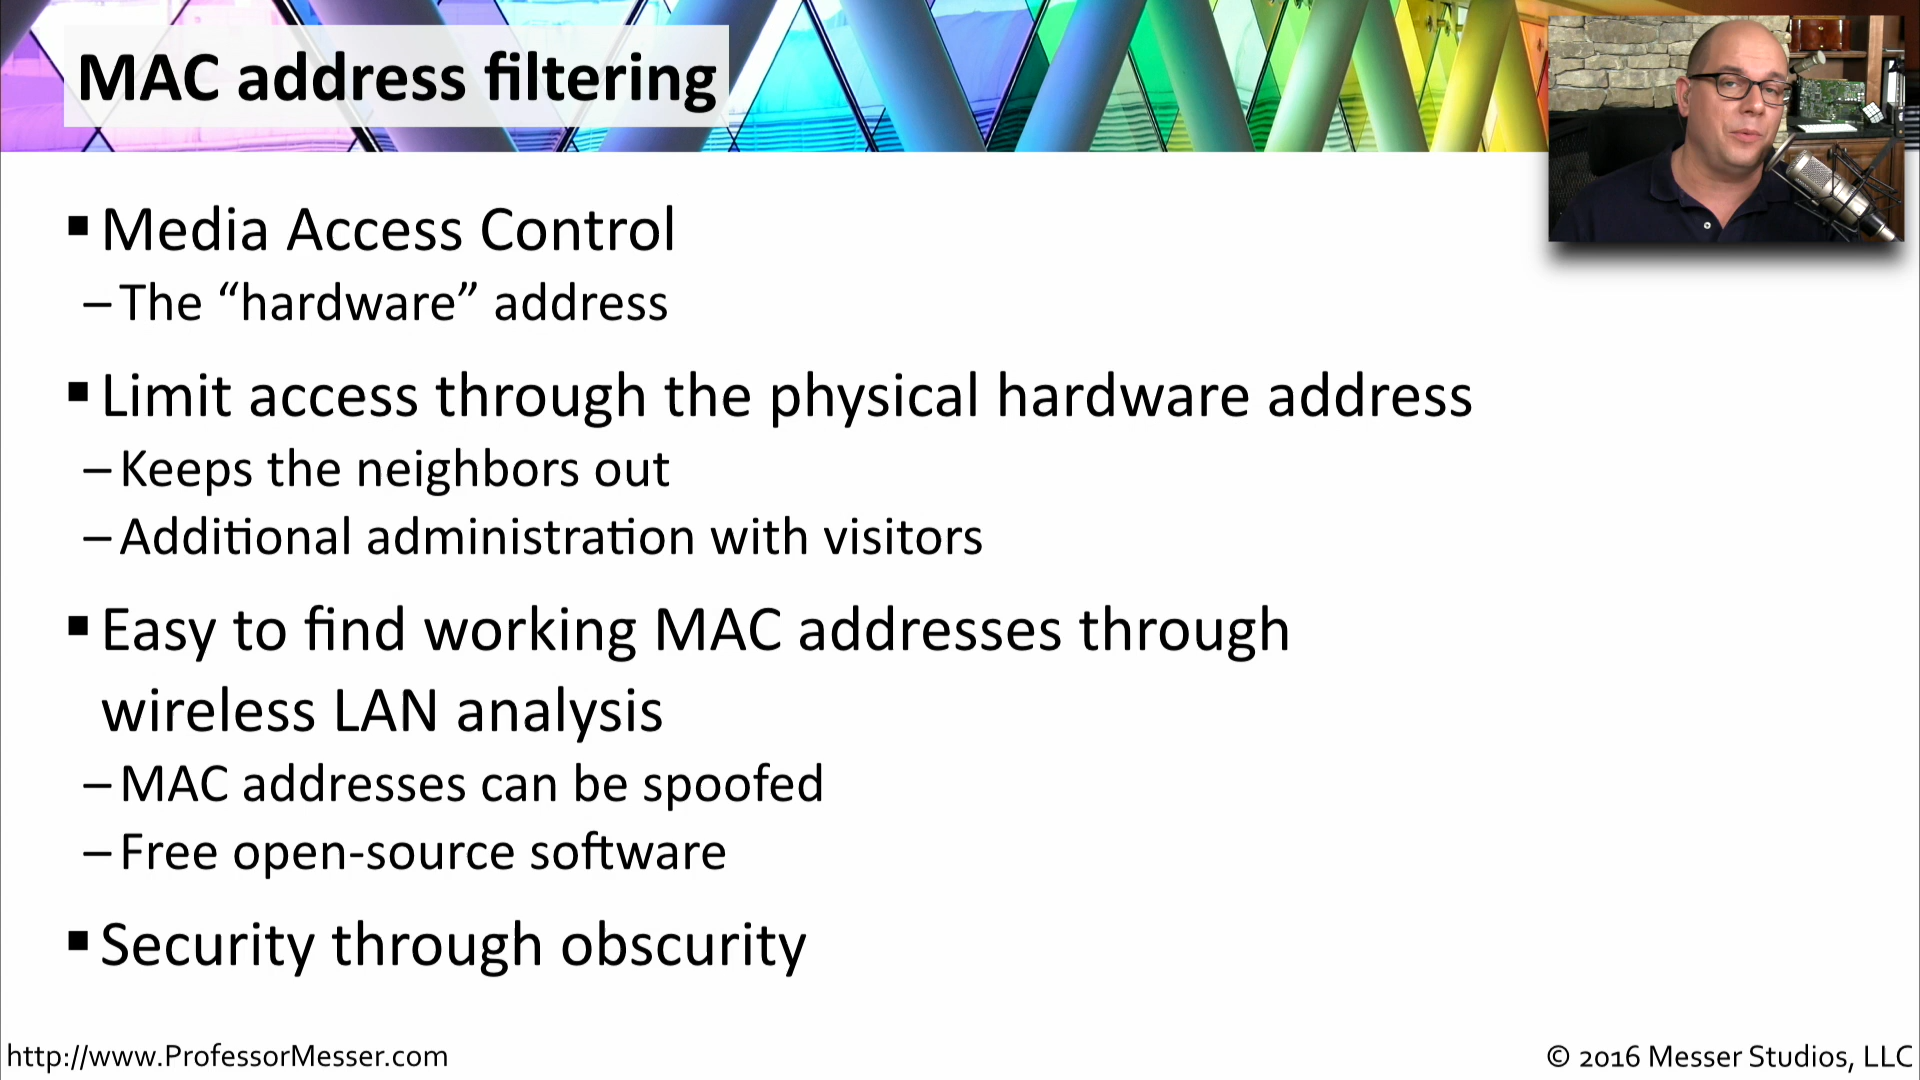 MAC address filtering
▪ Media Access Control
– The “hardware” address
▪ Limit access through the physical hardware address
– Keeps the neighbors out
– Additional administration with visitors
▪ Easy to find working MAC addresses through
wireless LAN analysis
– MAC addresses can be spoofed
– Free open-source software
▪ Security through obscurity
http://www.ProfessorMesser.com
© 2016 Messer Studios, LLC